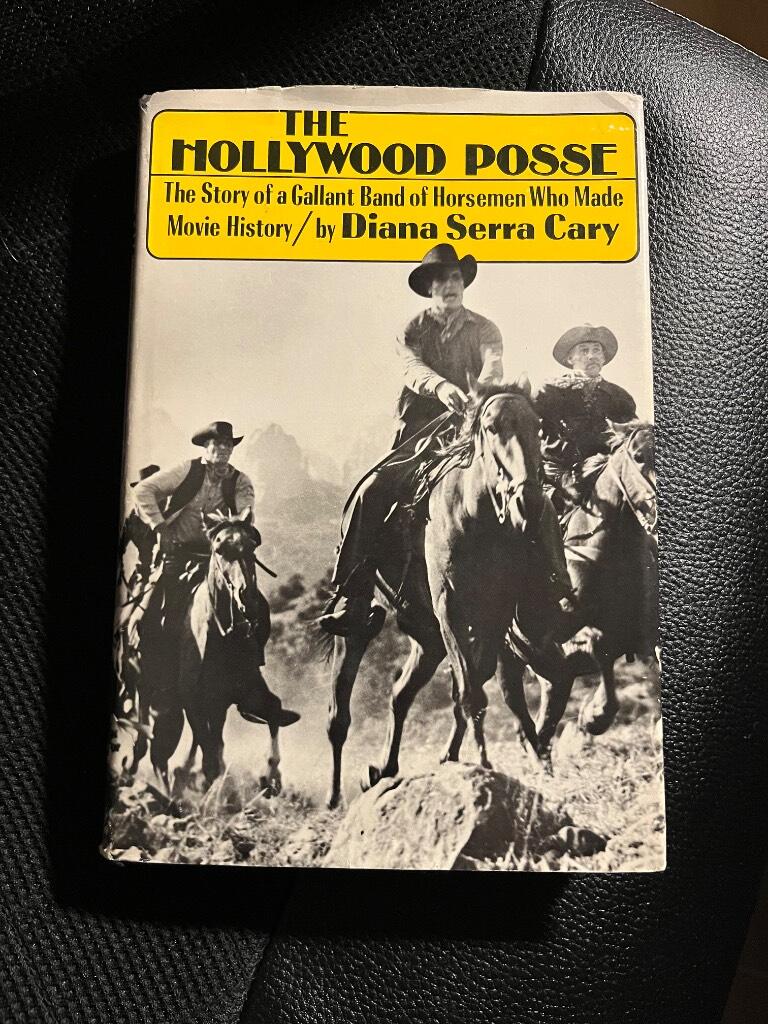 THE
HOLLYWOOD POSSE
The Story of a Gallant Band of Horsemen Who Made
Movie History/by Diana Serra Cary